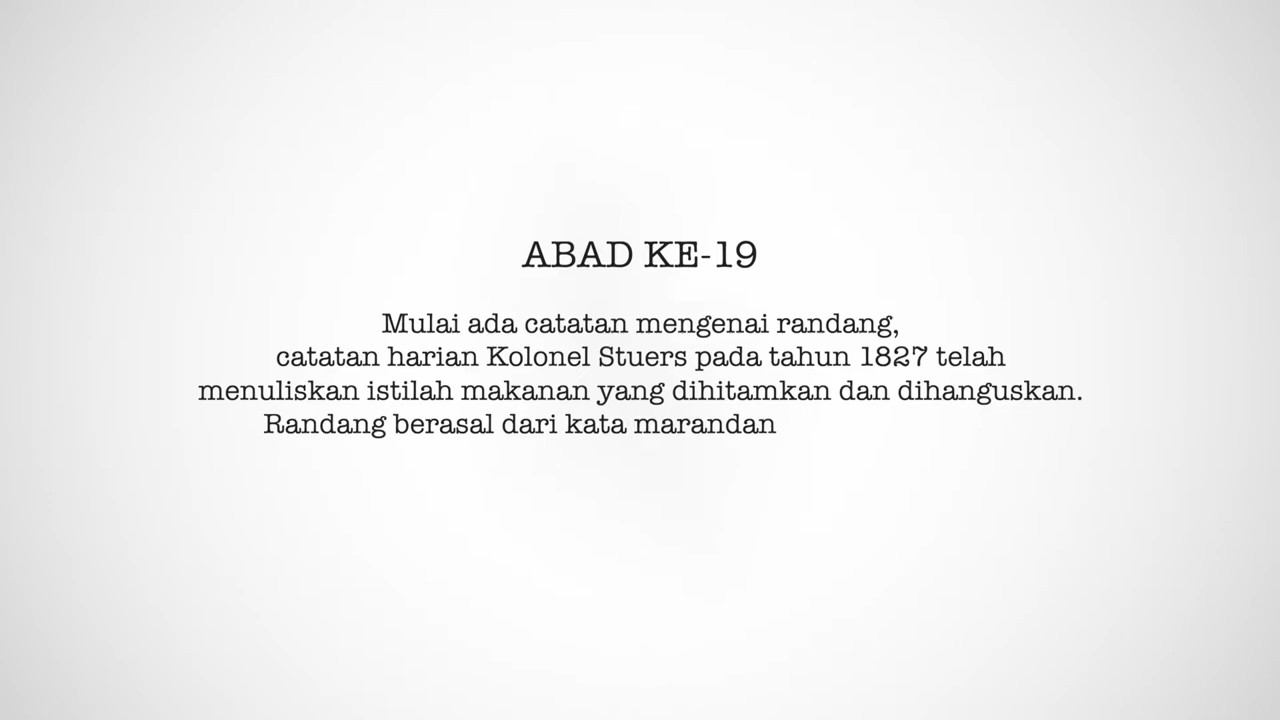 ABAD KE-19
Mulai ada catatan mengenai randang,
catatan harian Kolonel Stuers pada tahun 1827 telah
menuliskan istilah makanan yang dihitamkan dan dihanguskan.
Randang berasal dari kata marandan